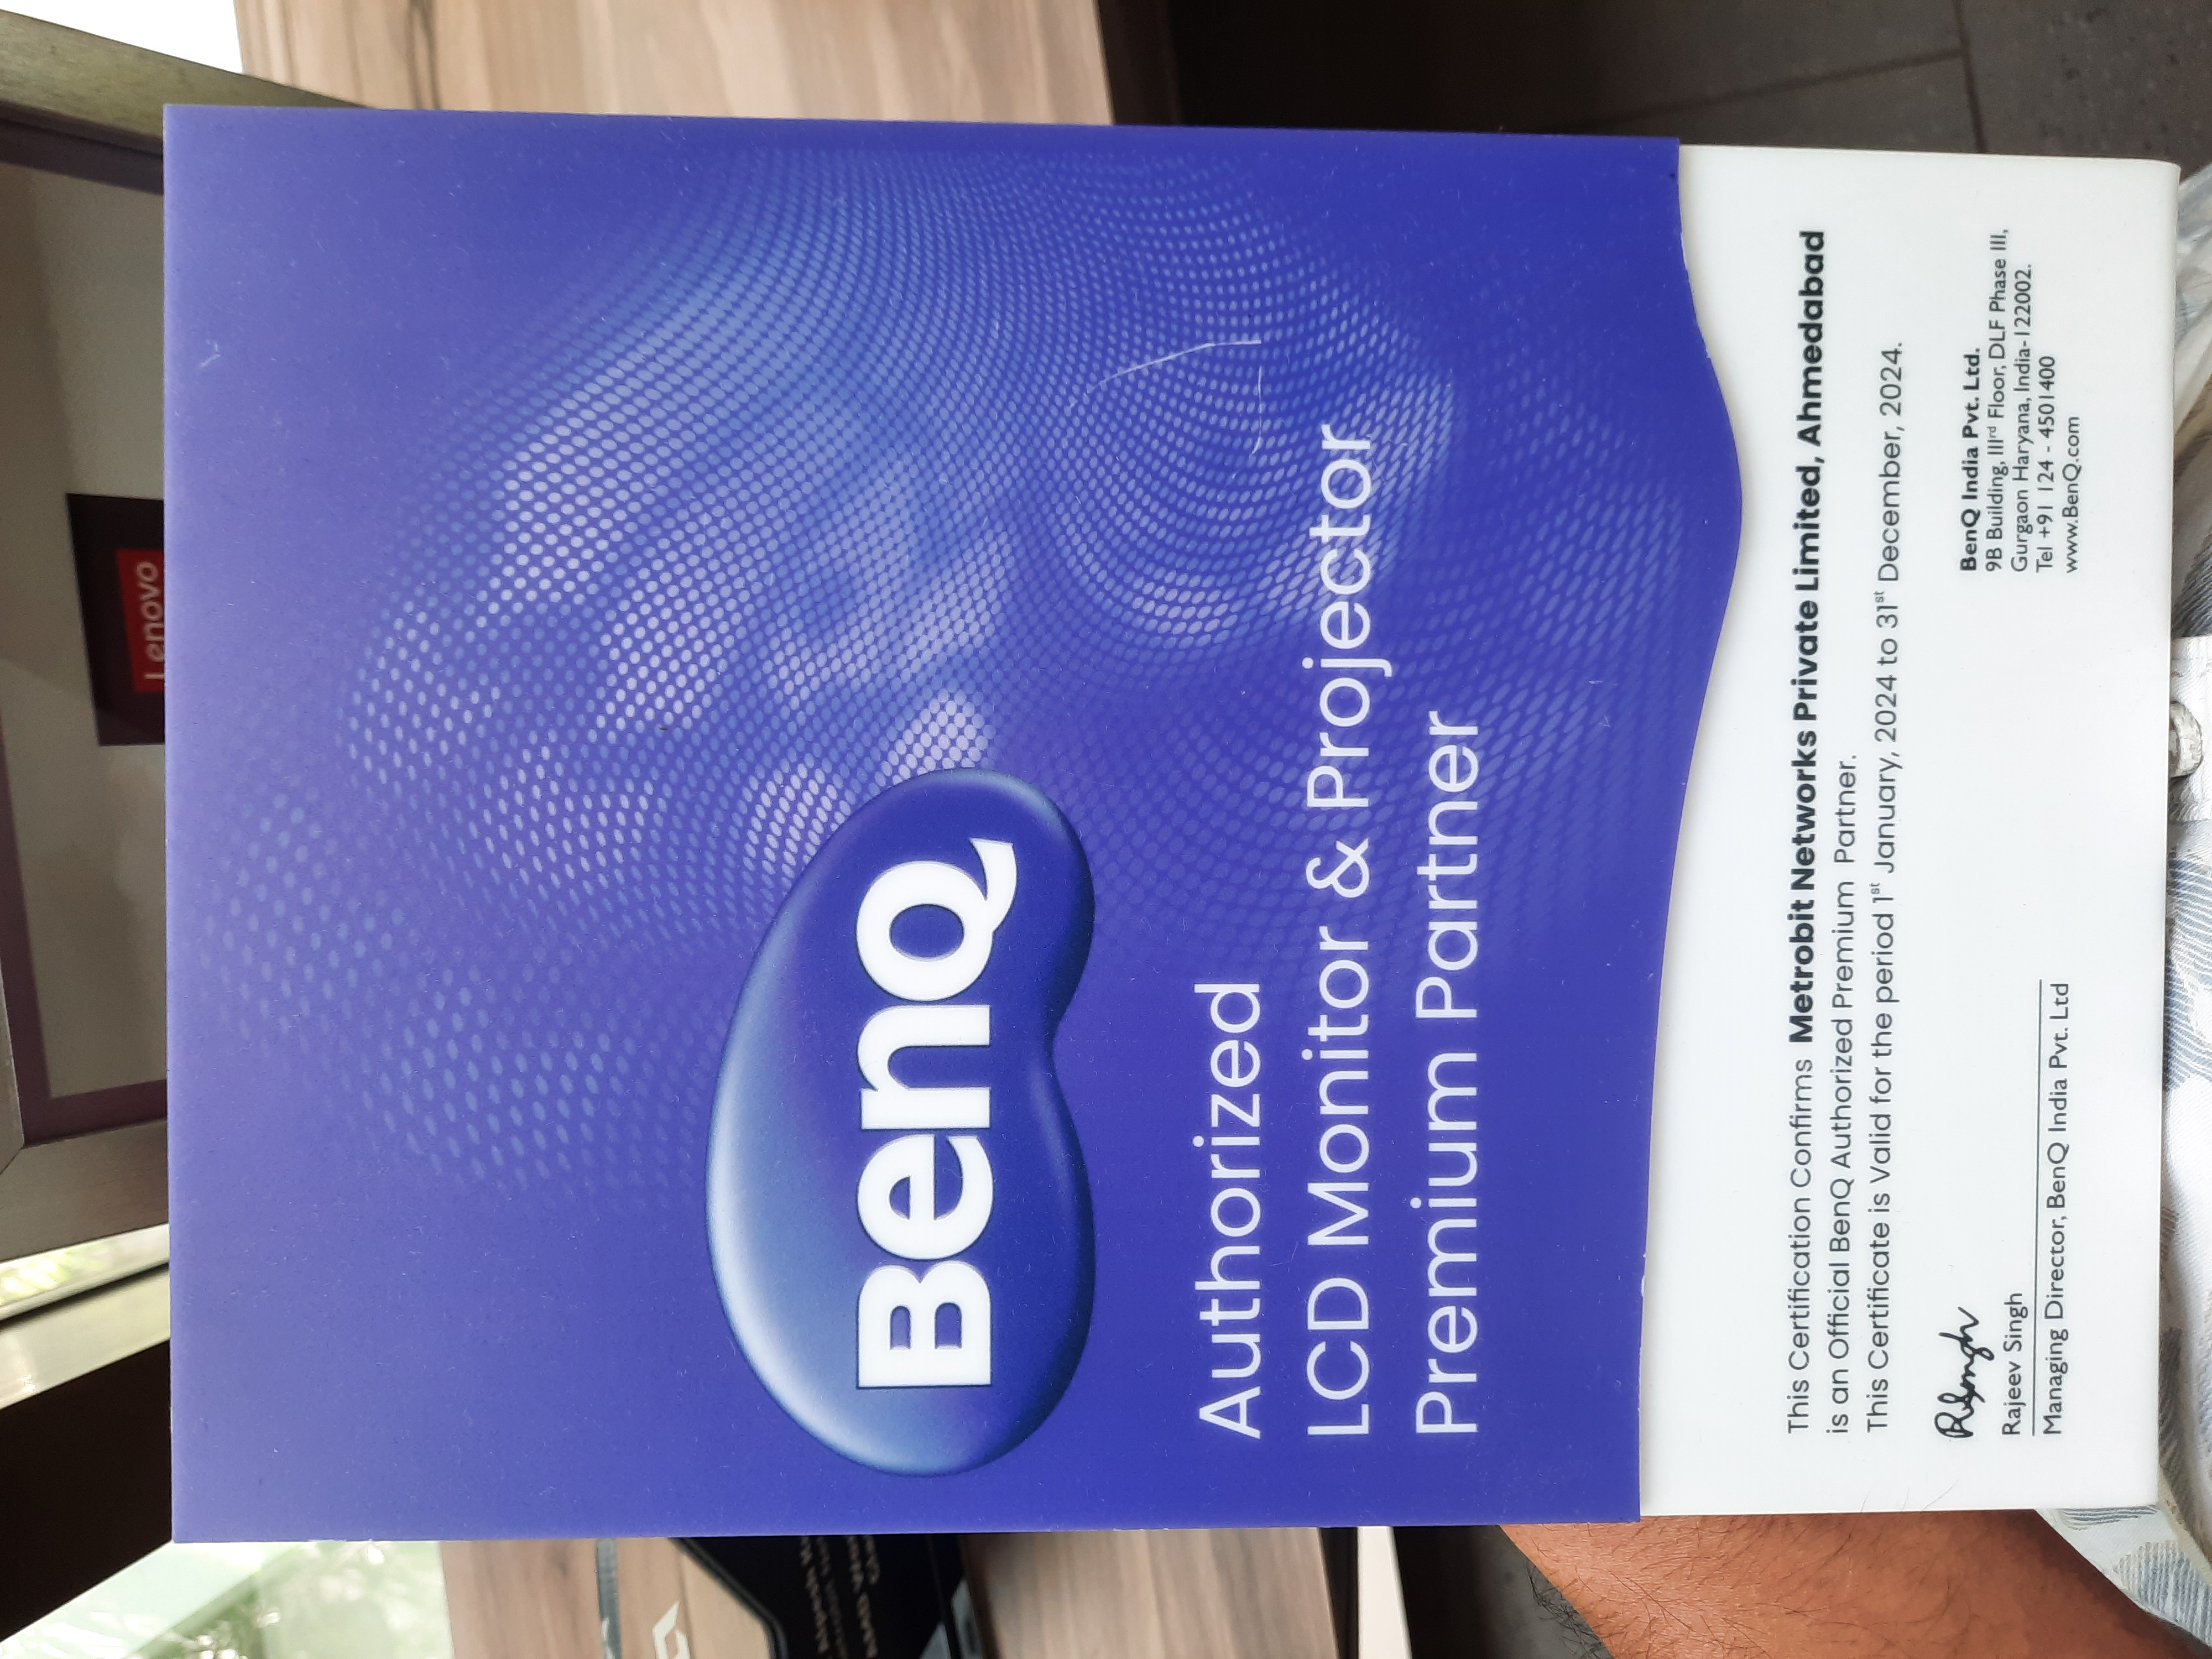 Lenovo
BenQ
Authorized
LCD Monitor & Projector
Premium Partner
Alpesh
AMD
This Certification Confirms Metrobit Networks Private Limited, Ahmedabad
is an Official BenQ Authorized Premium Partner.
This Certificate is Valid for the period 1st January, 2024 to 31st December, 2024.
RSingh
Rajeev Singh
Managing Director, BenQ India Pvt. Ltd
BenQ India Pvt. Ltd.
9B Building, IIIrd Floor, DLF Phase III,
Gurgaon Haryana, India-122002.
Tel +91 124 - 4501400
www.BenQ.com